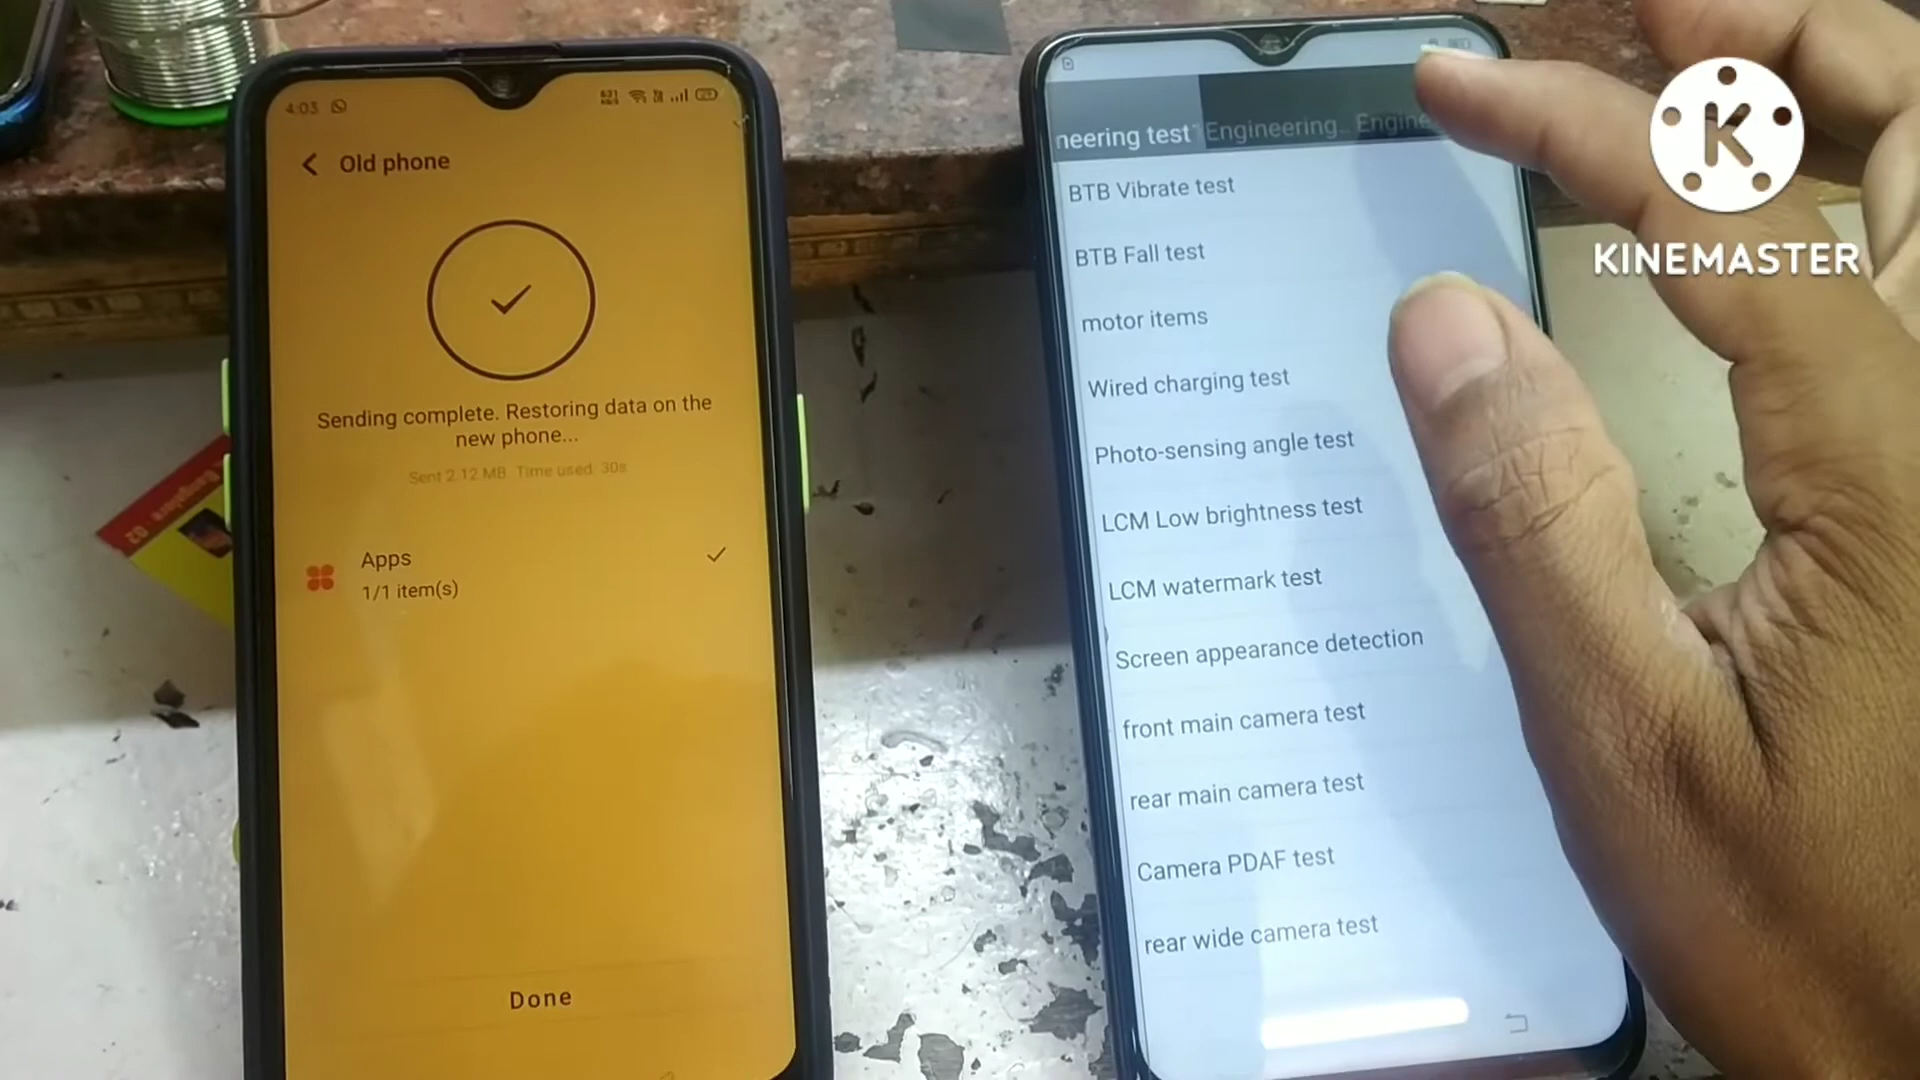 4:03
Old phone
Sending complete. Restoring data on the
new phone...
Sent 2.12 MB Time used: 30s
Apps
1/1 item(s)
Done
neering test Engineering.. Engine
BTB Vibrate test
BTB Fall test
motor items
Wired charging test
Photo-sensing angle test
LCM Low brightness test
LCM watermark test
Screen appearance detection
front main camera test
rear main camera test
Camera PDAF test
rear wide camera test
K
KINEMASTER
Bangalore - 02